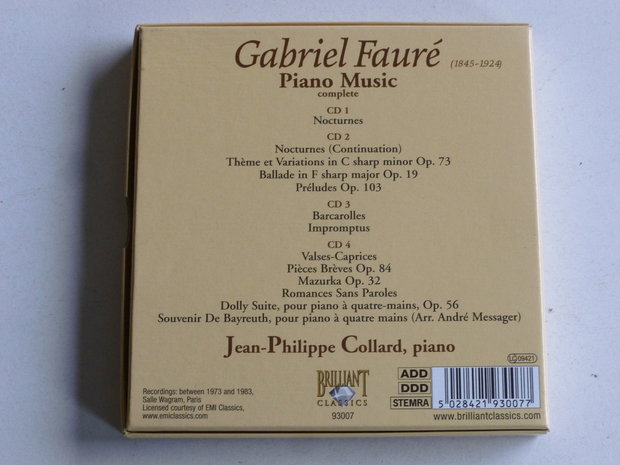 Gabriel Fauré (1845-1924)
Piano Music
complete
CD 1
Nocturnes
CD 2
Nocturnes (Continuation)
Thème et Variations in C sharp minor Op. 73
Ballade in F sharp major Op. 19
Préludes Op. 103
CD 3
Barcarolles
Impromptus
CD 4
Valses-Caprices
Pièces Brèves Op. 84
Mazurka Op. 32
Romances Sans Paroles
Dolly Suite, pour piano à quatre-mains, Op. 56
Souvenir De Bayreuth, pour piano à quatre mains (Arr. André Messager)
Jean-Philippe Collard, piano
LC 09421
Recordings: between 1973 and 1983,
Salle Wagram, Paris
Licensed courtesy of EMI Classics,
www.emiclassics.com
BRILLIANT
CLASSICS
93007
ADD
DDD
STEMRA
5 028421 930077
www.brilliantclassics.com